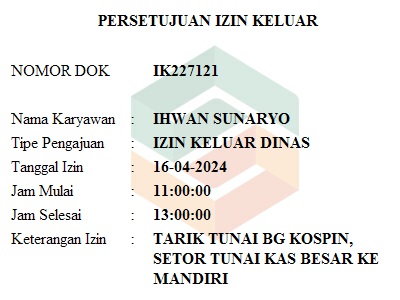 PERSETUJUAN IZIN KELUAR
NOMOR DOK IK227121
Nama Karyawan : IHWAN SUNARYO
Tipe Pengajuan : IZIN KELUAR DINAS
Tanggal Izin : 16-04-2024
Jam Mulai : 11:00:00
Jam Selesai : 13:00:00
Keterangan Izin : TARIK TUNAI BG KOSPIN,
SETOR TUNAI KAS BESAR KE
MANDIRI